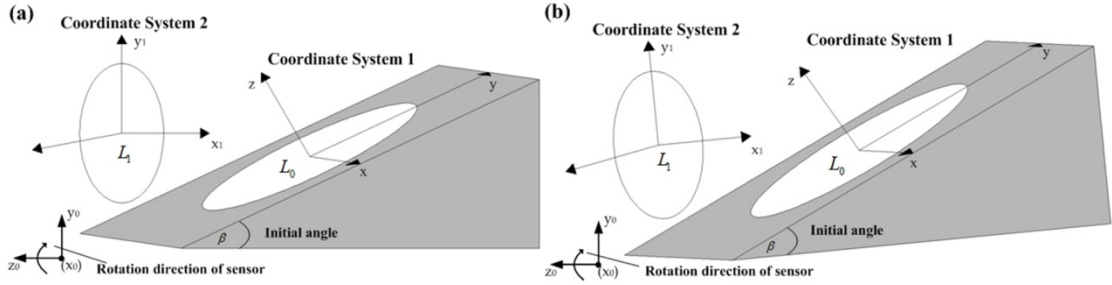 (a)
Coordinate System 2
y1
x1
L1
Coordinate System 1
z
y
x
L0
β
Initial angle
y0
z0
(x0)
Rotation direction of sensor
(b)
Coordinate System 2
y1
x1
L1
Coordinate System 1
z
y
x
L0
β
Initial angle
y0
z0
(x0)
Rotation direction of sensor